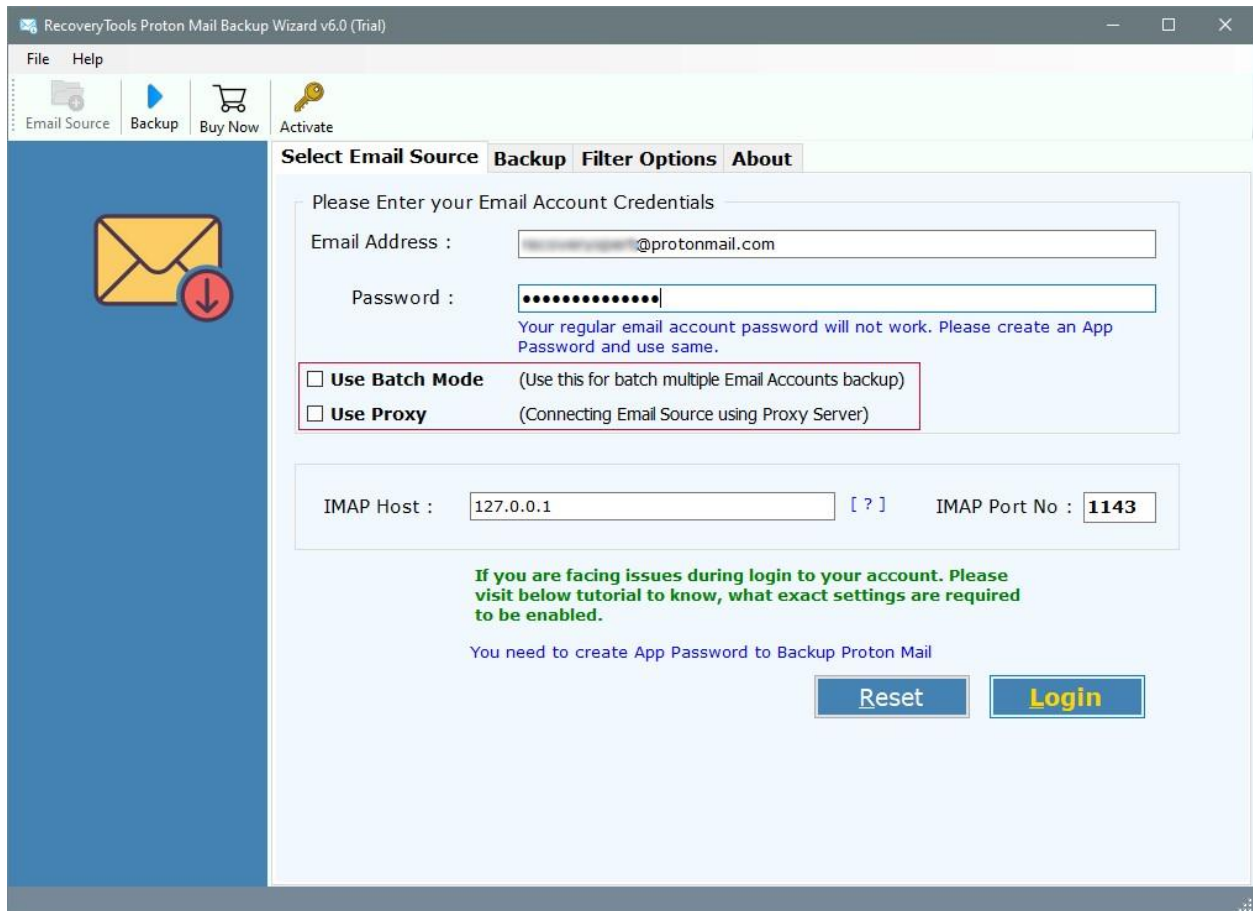 RecoveryTools Proton Mail Backup Wizard v6.0 (Trial)
File Help
Email Source Backup Buy Now Activate
Select Email Source Backup Filter Options About
Please Enter your Email Account Credentials
Email Address : @protonmail.com
Password : ••••••••••••••
Your regular email account password will not work. Please create an App
Password and use same.
Use Batch Mode (Use this for batch multiple Email Accounts backup)
Use Proxy (Connecting Email Source using Proxy Server)
IMAP Host : 127.0.0.1 [ ? ] IMAP Port No : 1143
If you are facing issues during login to your account. Please
visit below tutorial to know, what exact settings are required
to be enabled.
You need to create App Password to Backup Proton Mail
Reset Login